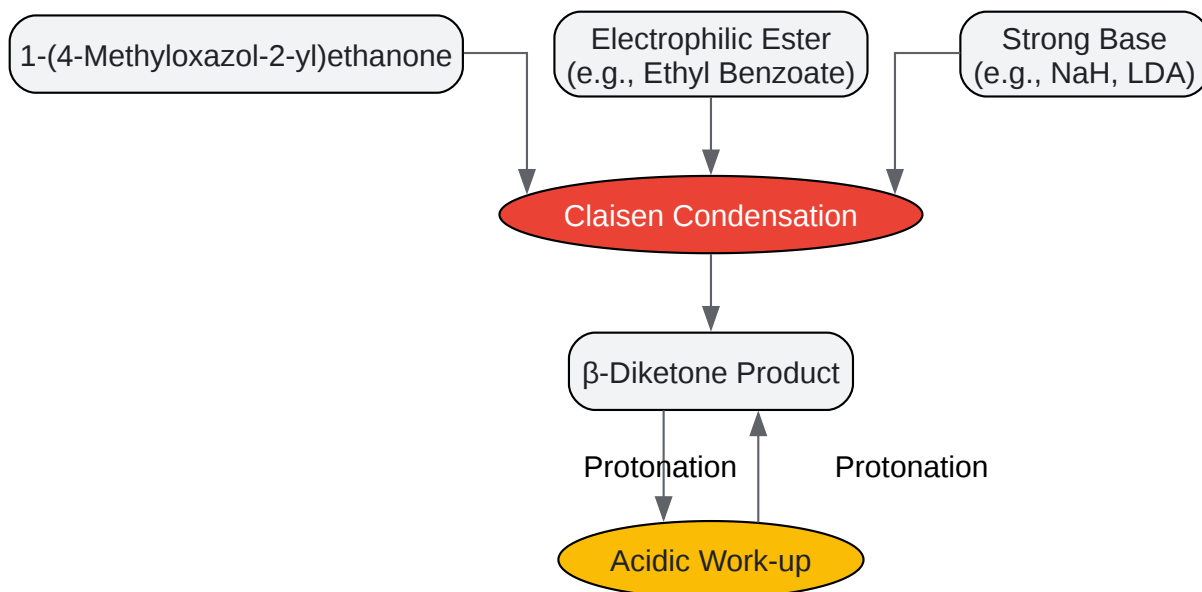 1-(4-Methyloxazol-2-yl)ethanone
Electrophilic Ester
(e.g., Ethyl Benzoate)
Strong Base
(e.g., NaH, LDA)
Claisen Condensation
β-Diketone Product
Protonation
Protonation
Acidic Work-up